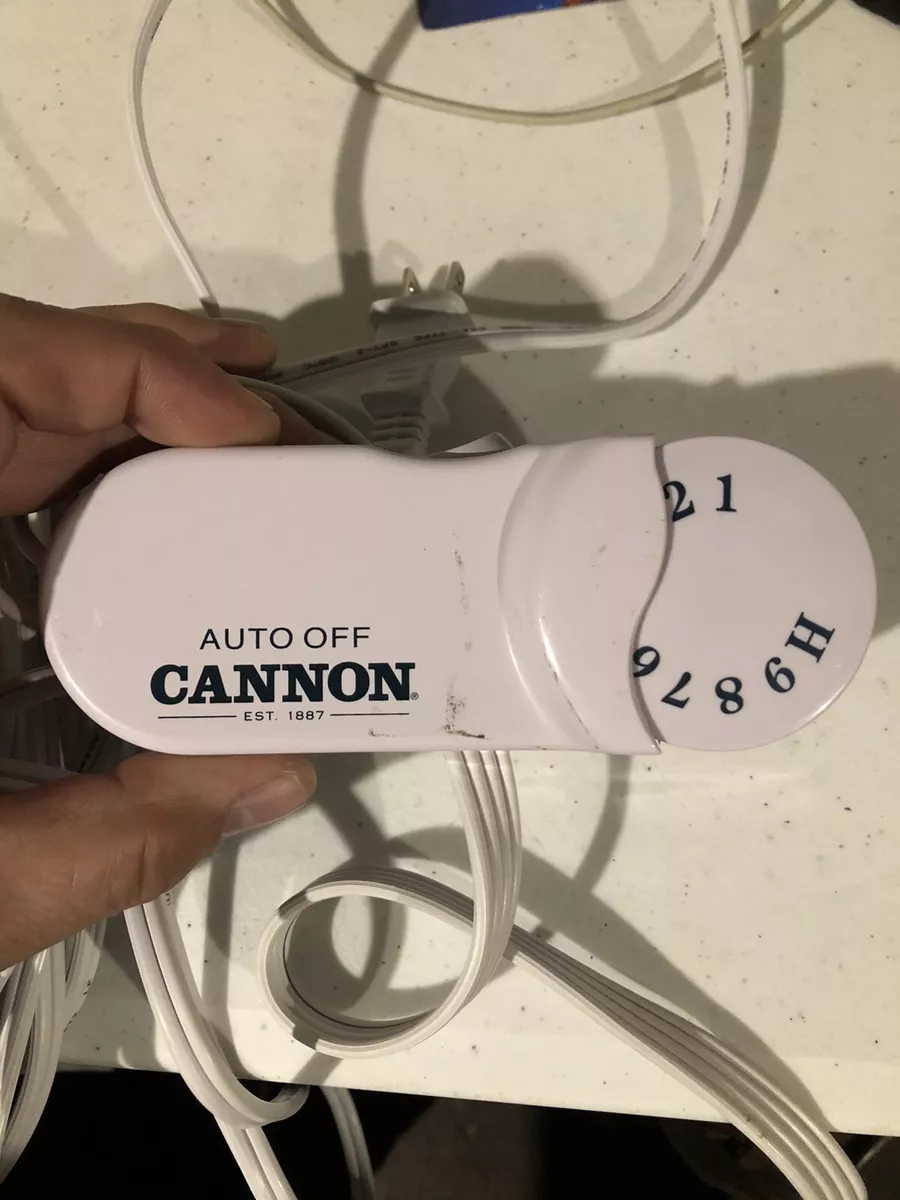 2 1
AUTO OFF
CANNON®
EST. 1887
6 7 8 9 H